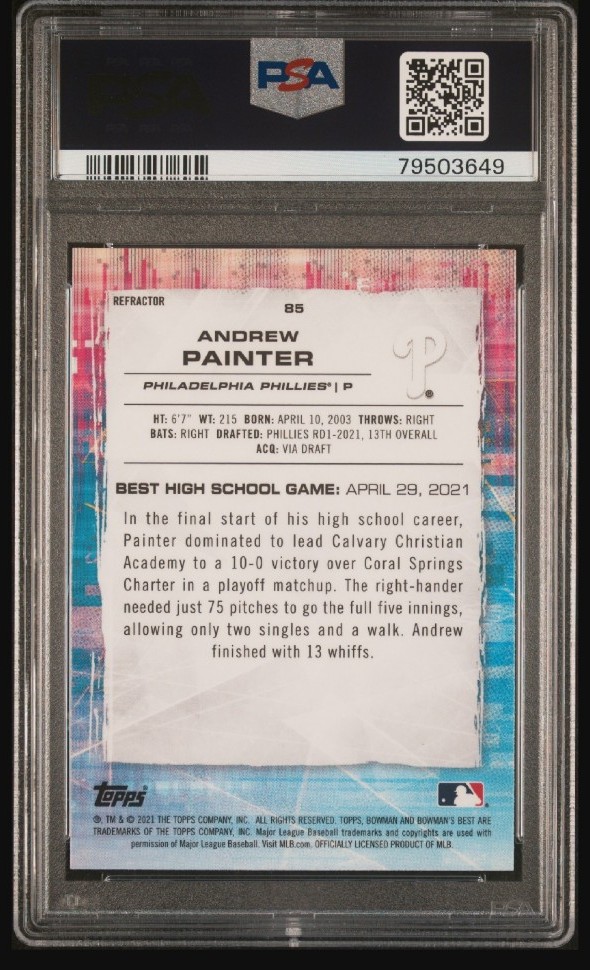 PSA
79503649
REFRACTOR
85
ANDREW
PAINTER
PHILADELPHIA PHILLIES® | P
P
HT: 6'7" WT: 215 BORN: APRIL 10, 2003 THROWS: RIGHT
BATS: RIGHT DRAFTED: PHILLIES RD1-2021, 13TH OVERALL
ACQ: VIA DRAFT
BEST HIGH SCHOOL GAME: APRIL 29, 2021
In the final start of his high school career,
Painter dominated to lead Calvary Christian
Academy to a 10-0 victory over Coral Springs
Charter in a playoff matchup. The right-hander
needed just 75 pitches to go the full five innings,
allowing only two singles and a walk. Andrew
finished with 13 whiffs.
Topps
®, TM & © 2021 THE TOPPS COMPANY, INC. ALL RIGHTS RESERVED. TOPPS, BOWMAN AND BOWMAN'S BEST ARE
TRADEMARKS OF THE TOPPS COMPANY, INC. Major League Baseball trademarks and copyrights are used with
permission of Major League Baseball. Visit MLB.com. OFFICIALLY LICENSED PRODUCT OF MLB.
PSA